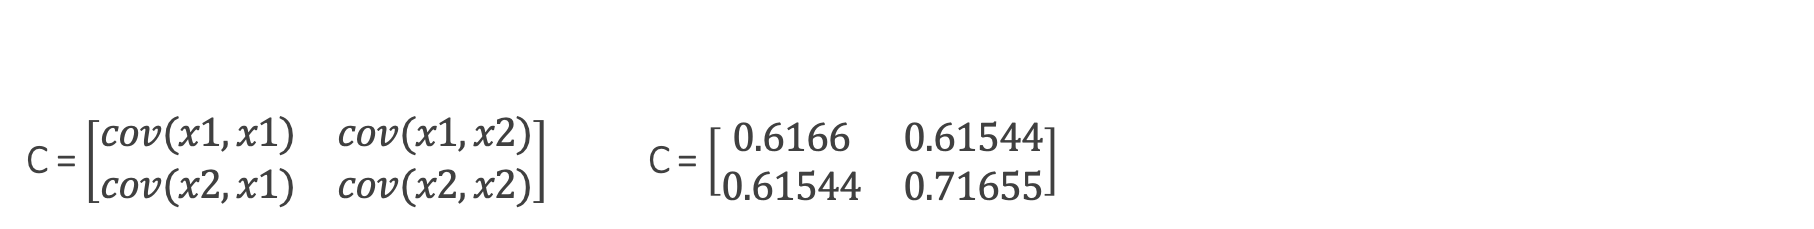 C = [cov(x1, x1) cov(x1, x2)
cov(x2, x1) cov(x2, x2)]
C = [0.6166 0.61544
0.61544 0.71655]